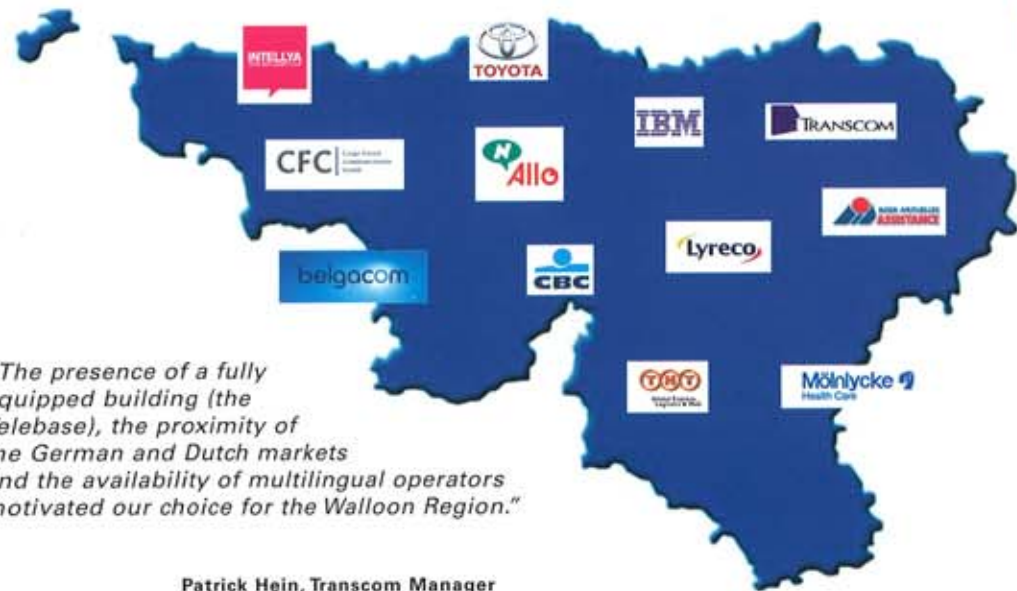 INTELLYA
TOYOTA
IBM
TRANSCOM
CFC
N
Allo
ASSISTANCE
Lyreco
belgacom
CBC
The presence of a fully
quipped building (the
elebase), the proximity of
he German and Dutch markets
nd the availability of multilingual operators
notivated our choice for the Walloon Region."
TNT
Mölnlycke
Health Care
Patrick Hein, Transcom Manager